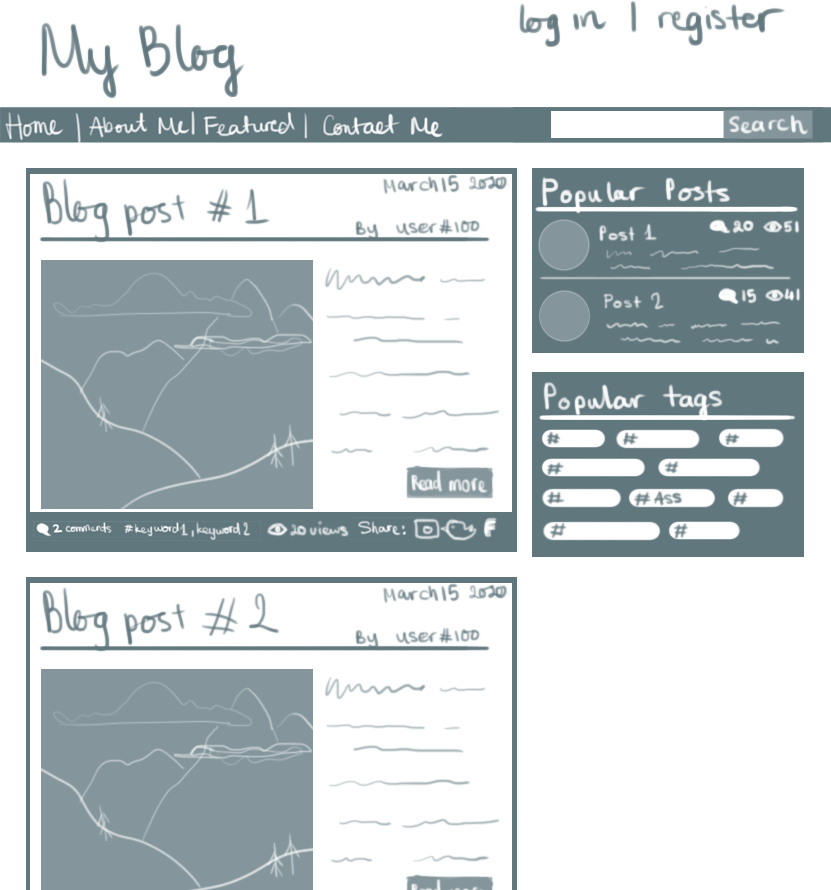 My Blog
log in | register
Home | About Me | Featured | Contact Me
Search
Blog post #1
March 15 2020
By user#100
Read more
2 comments #keyword1, keyword2 20 views Share:
Popular Posts
Post 1 20 51
Post 2 15 41
Popular tags
# # #
# #
# #Ass #
# #
Blog post #2
March 15 2020
By user#100
Read more